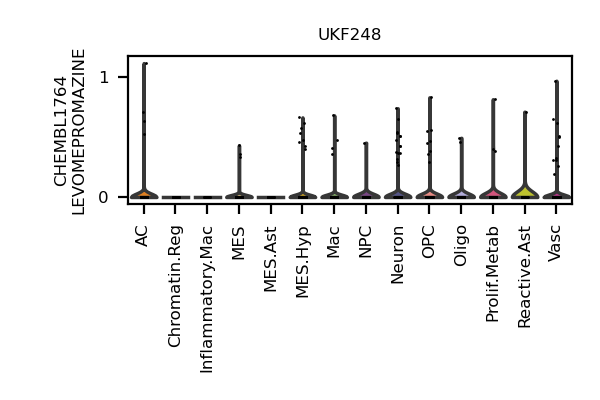 UKF248
CHEMBL1764
LEVOMEPROMAZINE
1
0
AC
Chromatin.Reg
Inflammatory.Mac
MES
MES.Ast
MES.Hyp
Mac
NPC
Neuron
OPC
Oligo
Prolif.Metab
Reactive.Ast
Vasc